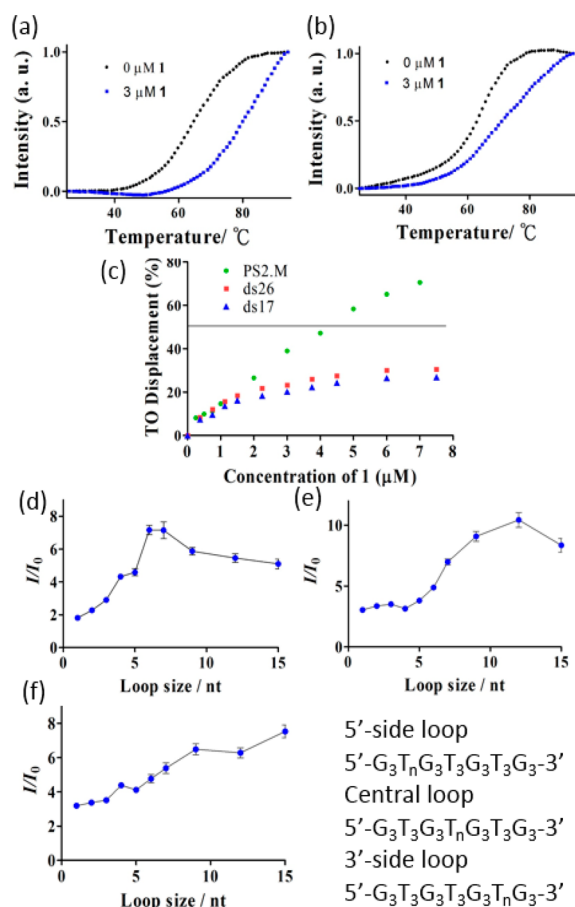 (a)
1.0
0.5
0.0
40
60
80
Intensity (a. u.)
Temperature/ ℃
0 μM 1
3 μM 1
(b)
1.0
0.5
0.0
40
60
80
Intensity (a. u.)
Temperature/ ℃
0 μM 1
3 μM 1
(c)
80
60
40
20
0
0 1 2 3 4 5 6 7 8
TO Displacement (%)
Concentration of 1 (μM)
PS2.M
ds26
ds17
(d)
8
6
4
2
0
0 5 10 15
I/I₀
Loop size / nt
(e)
10
5
0
0 5 10 15
I/I₀
Loop size / nt
(f)
8
6
4
2
0
0 5 10 15
I/I₀
Loop size / nt
5’-side loop
5’-G₃TₙG₃T₃G₃T₃G₃-3’
Central loop
5’-G₃T₃G₃TₙG₃T₃G₃-3’
3’-side loop
5’-G₃T₃G₃T₃G₃TₙG₃-3’